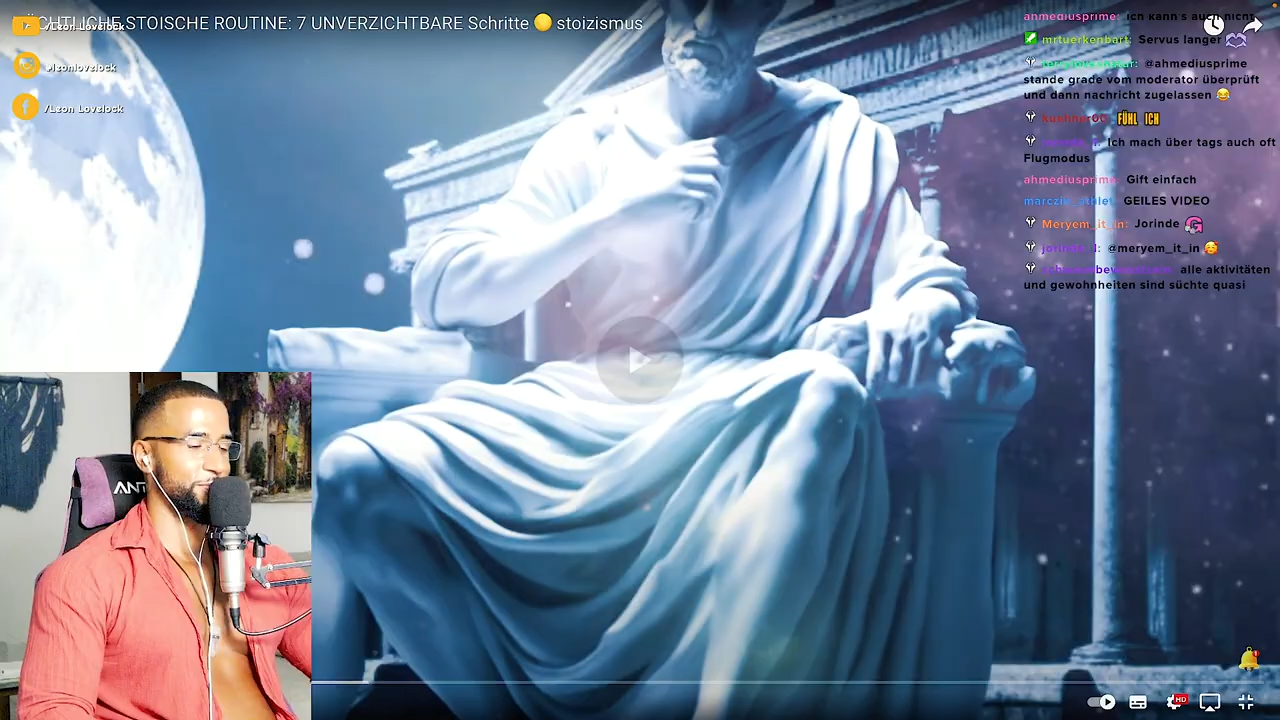 STOISCHE ROUTINE: 7 UNVERZICHTBARE Schritte 🟡 stoizismus
/Leon Lovelock
@leonlovelock
/Leon Lovelock
ahmediusprime: ich kann's auch nicht
mrtuerkenbart: Servus langer
@ahmediusprime
stande grade vom moderator überprüft
und dann nachricht zugelassen 😂
FÜHL ICH
Ich mach über tags auch oft
Flugmodus
ahmediusprime: Gift einfach
GEILES VIDEO
Meryem_it_in: Jorinde
@meryem_it_in 🥰
alle aktivitäten
und gewohnheiten sind süchte quasi
ANT
HD